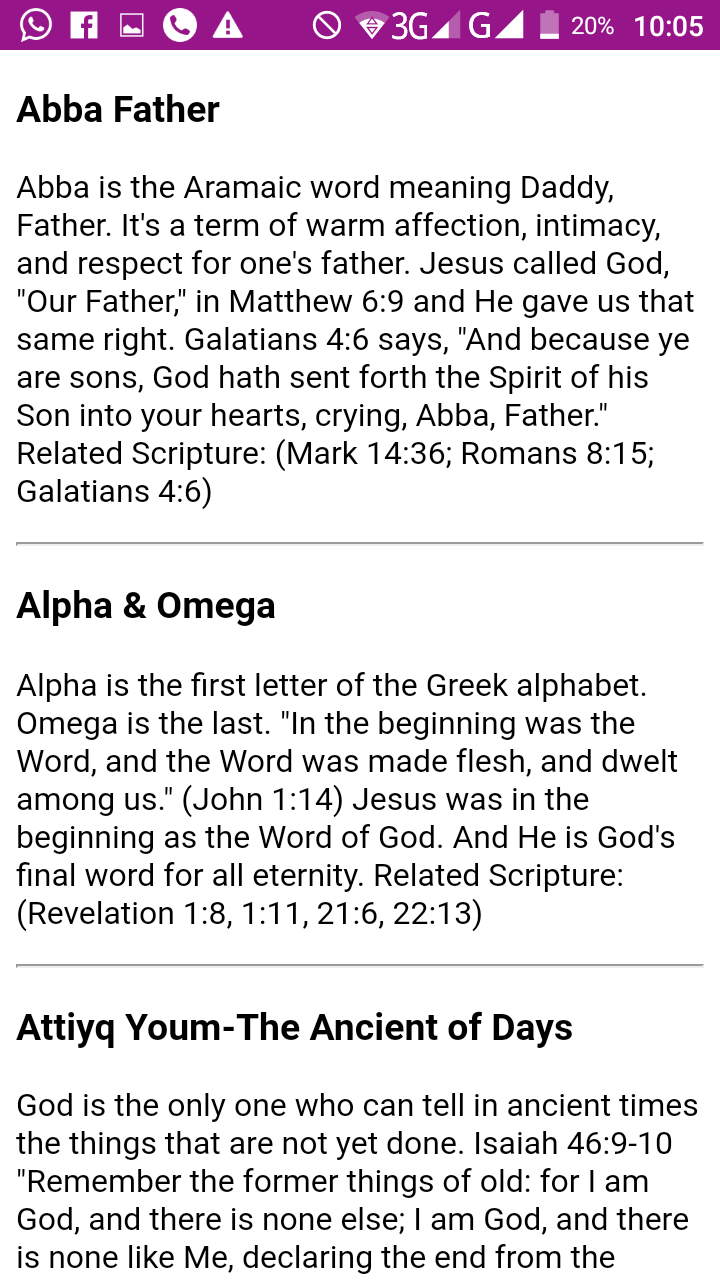 3G G 20% 10:05
Abba Father
Abba is the Aramaic word meaning Daddy,
Father. It's a term of warm affection, intimacy,
and respect for one's father. Jesus called God,
"Our Father," in Matthew 6:9 and He gave us that
same right. Galatians 4:6 says, "And because ye
are sons, God hath sent forth the Spirit of his
Son into your hearts, crying, Abba, Father."
Related Scripture: (Mark 14:36; Romans 8:15;
Galatians 4:6)
Alpha & Omega
Alpha is the first letter of the Greek alphabet.
Omega is the last. "In the beginning was the
Word, and the Word was made flesh, and dwelt
among us." (John 1:14) Jesus was in the
beginning as the Word of God. And He is God's
final word for all eternity. Related Scripture:
(Revelation 1:8, 1:11, 21:6, 22:13)
Attiyq Youm-The Ancient of Days
God is the only one who can tell in ancient times
the things that are not yet done. Isaiah 46:9-10
"Remember the former things of old: for I am
God, and there is none else; I am God, and there
is none like Me, declaring the end from the